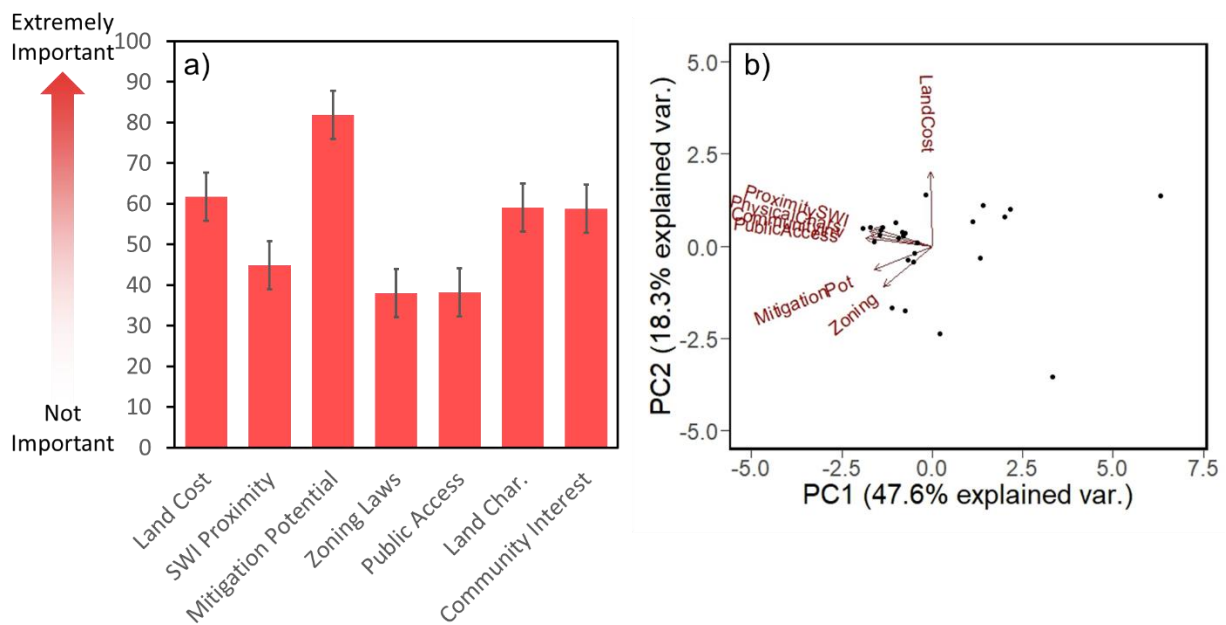 Extremely
Important
Not
Important
a)
100
90
80
70
60
50
40
30
20
10
0
Land Cost
SWI Proximity
Mitigation Potential
Zoning Laws
Public Access
Land Char.
Community Interest
b)
PC2 (18.3% explained var.)
5.0
2.5
0.0
-2.5
-5.0
LandCost
ProximitySWI
PublicAccess
MitigationPot
Zoning
-5.0
-2.5
0.0
2.5
5.0
7.5
PC1 (47.6% explained var.)